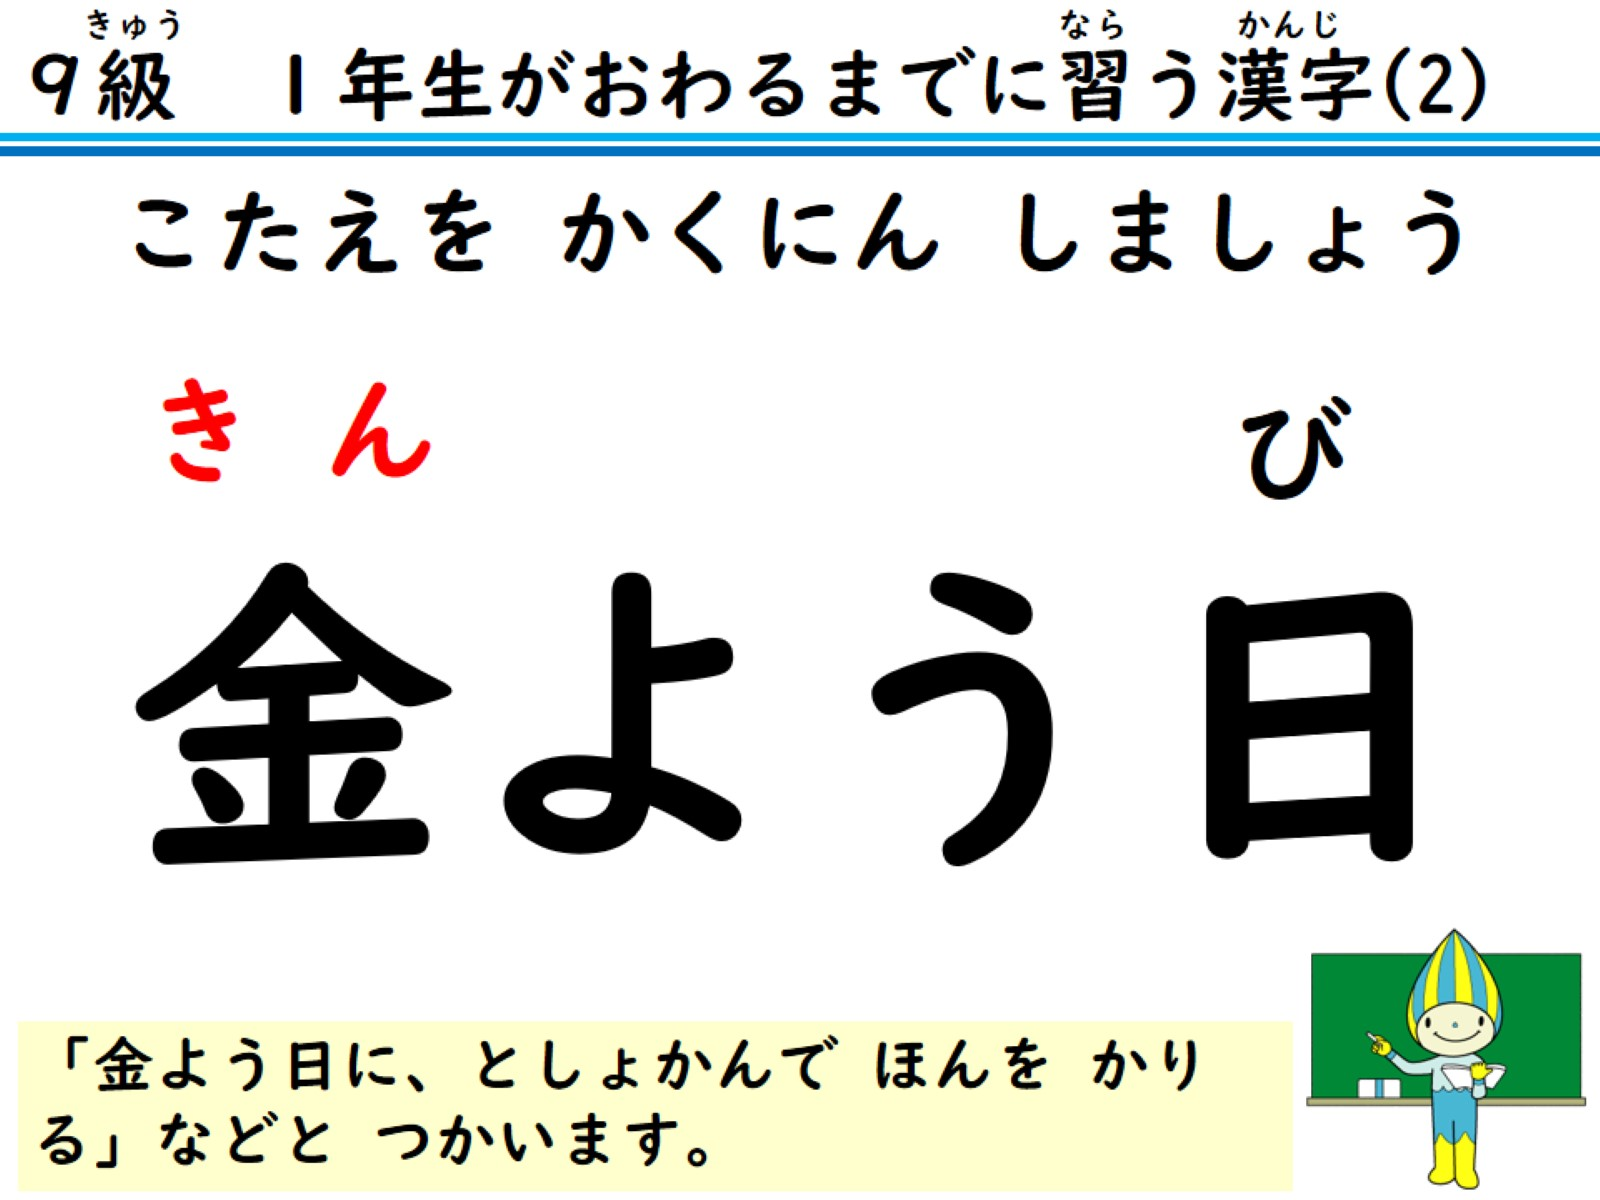 きゅう なら かんじ
9級 1年生がおわるまでに習う漢字(2)
こたえを かくにん しましょう
きん び
金よう日
「金よう日に、としょかんで ほんを かり
る」などと つかいます。